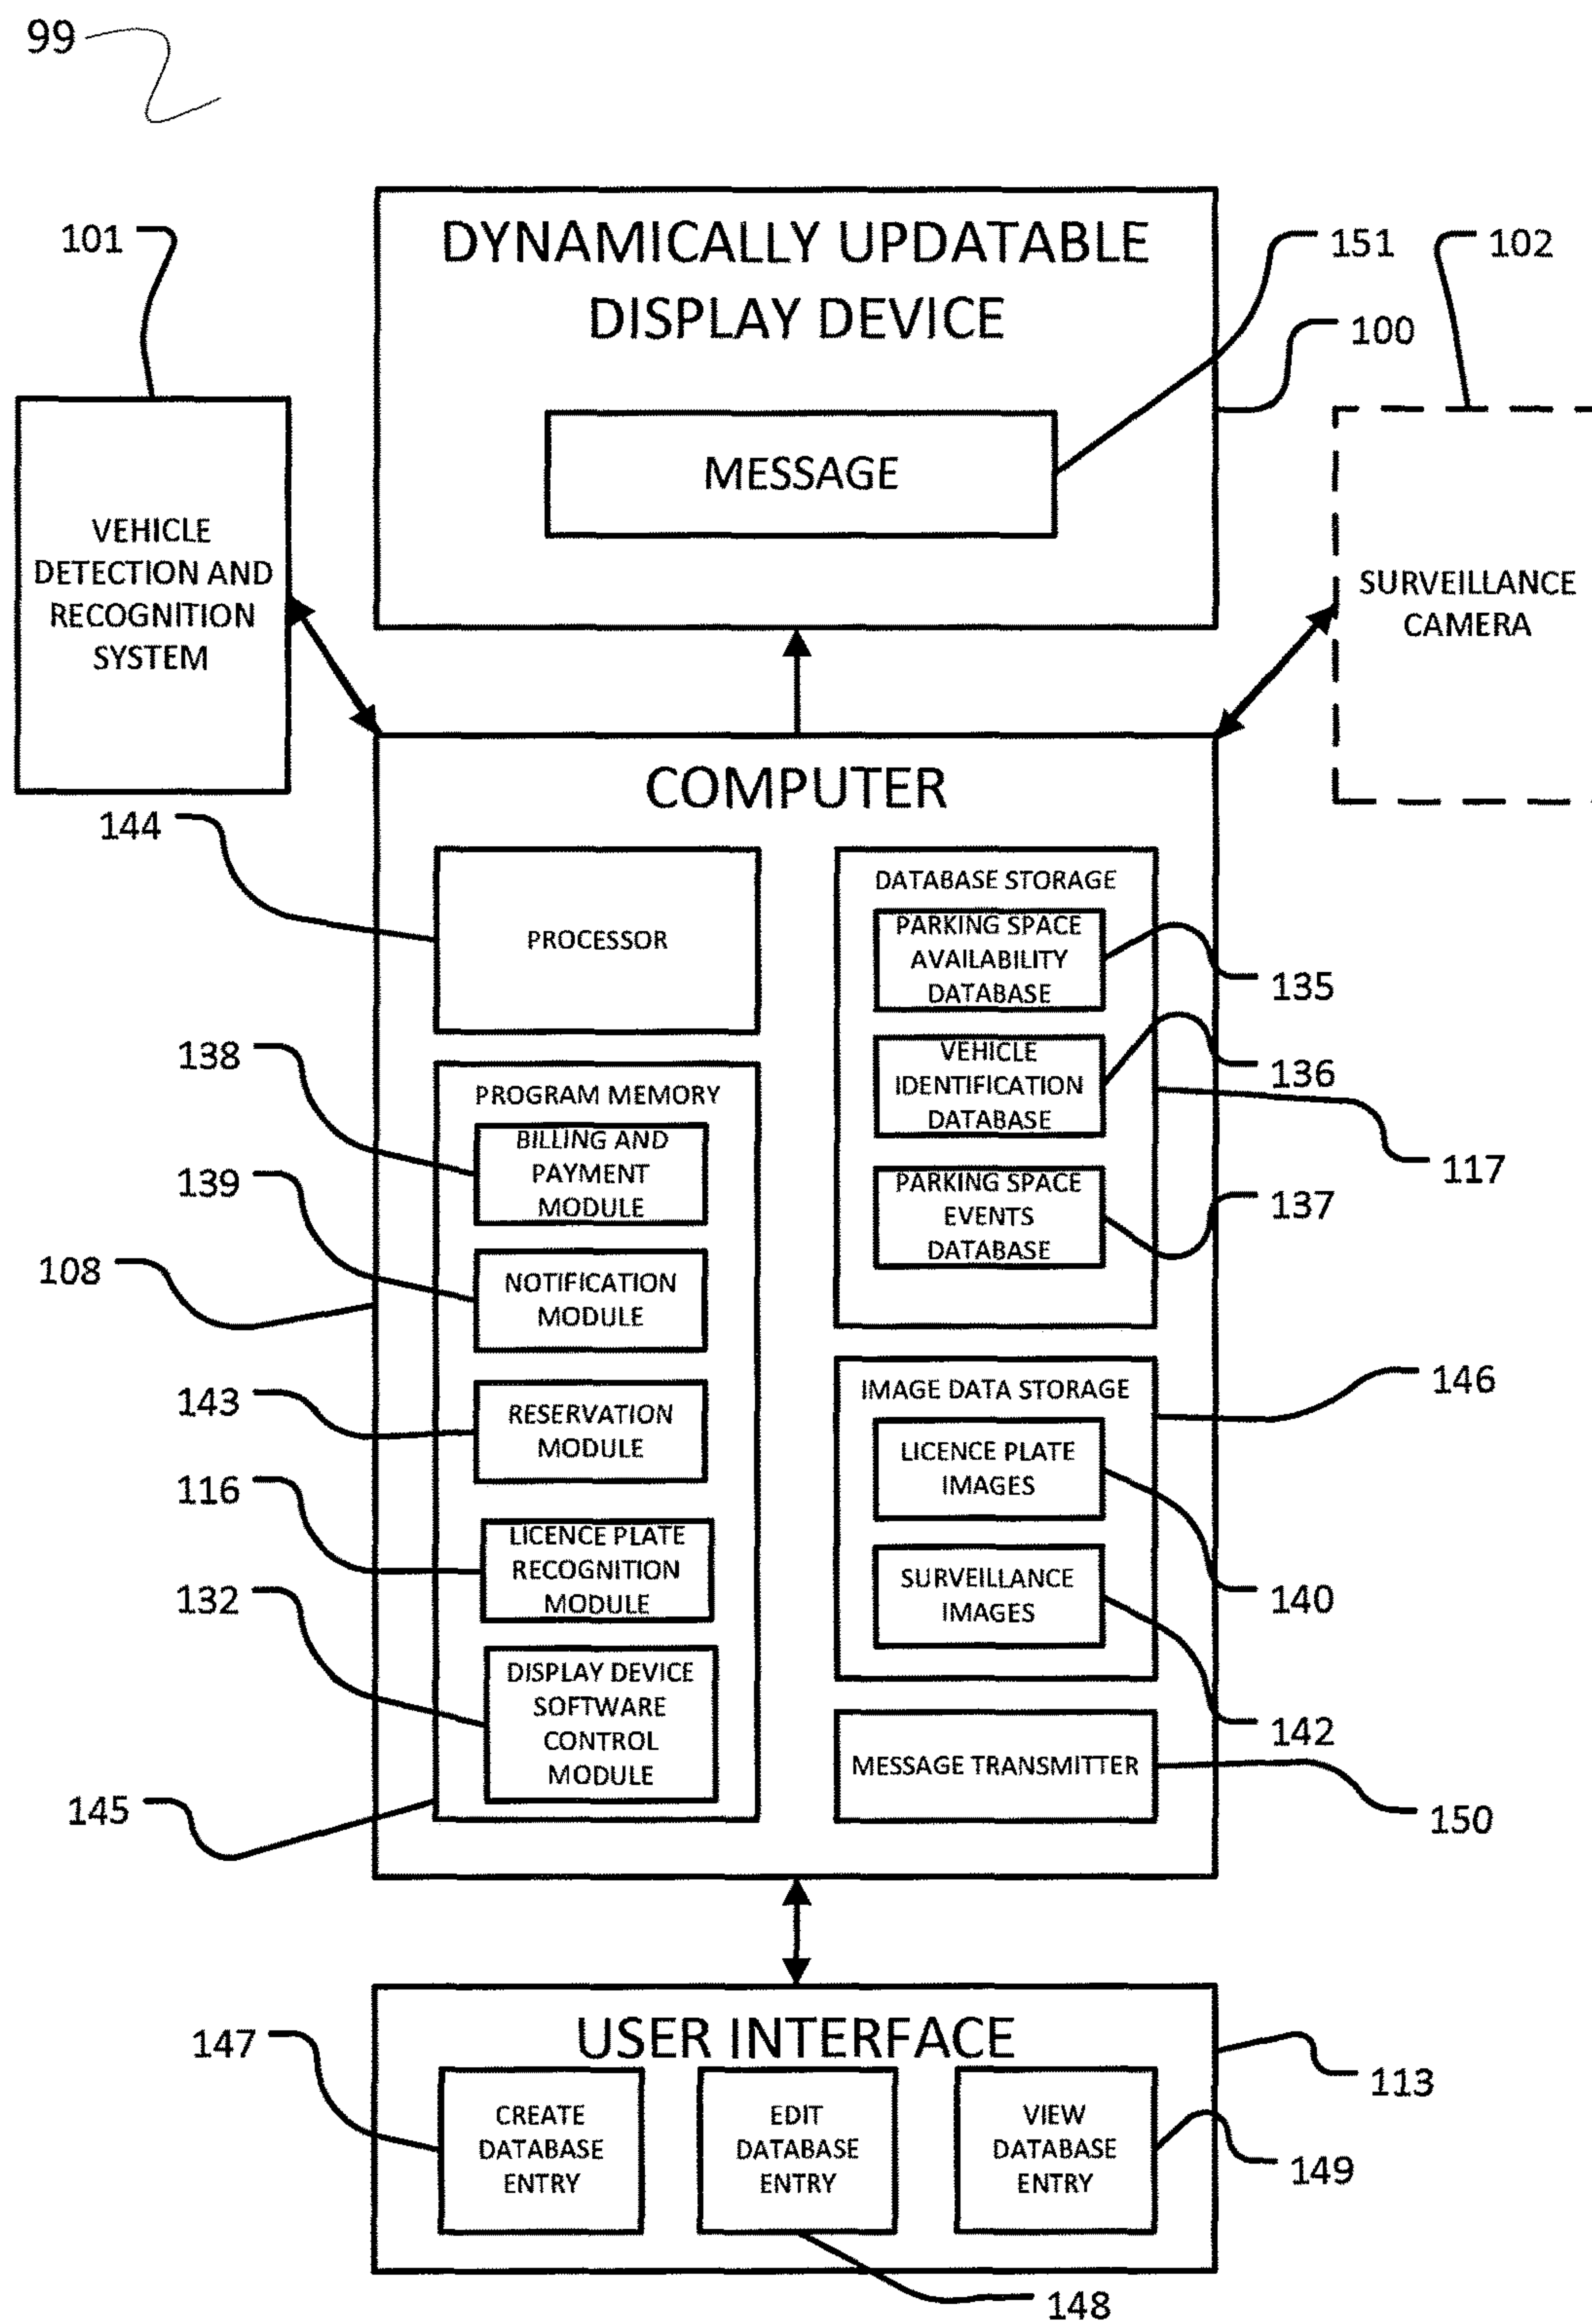 99
DYNAMICALLY UPDATABLE
DISPLAY DEVICE
MESSAGE
101
151
102
100
VEHICLE
DETECTION AND
RECOGNITION
SYSTEM
SURVEILLANCE
CAMERA
COMPUTER
144
PROCESSOR
DATABASE STORAGE
PARKING SPACE
AVAILABILITY
DATABASE
135
VEHICLE
IDENTIFICATION
DATABASE
136
117
PARKING SPACE
EVENTS
DATABASE
137
138
PROGRAM MEMORY
BILLING AND
PAYMENT
MODULE
139
NOTIFICATION
MODULE
108
143
RESERVATION
MODULE
116
LICENCE PLATE
RECOGNITION
MODULE
132
DISPLAY DEVICE
SOFTWARE
CONTROL
MODULE
145
IMAGE DATA STORAGE
146
LICENCE PLATE
IMAGES
140
SURVEILLANCE
IMAGES
142
MESSAGE TRANSMITTER
150
USER INTERFACE
147
113
CREATE
DATABASE
ENTRY
EDIT
DATABASE
ENTRY
VIEW
DATABASE
ENTRY
149
148